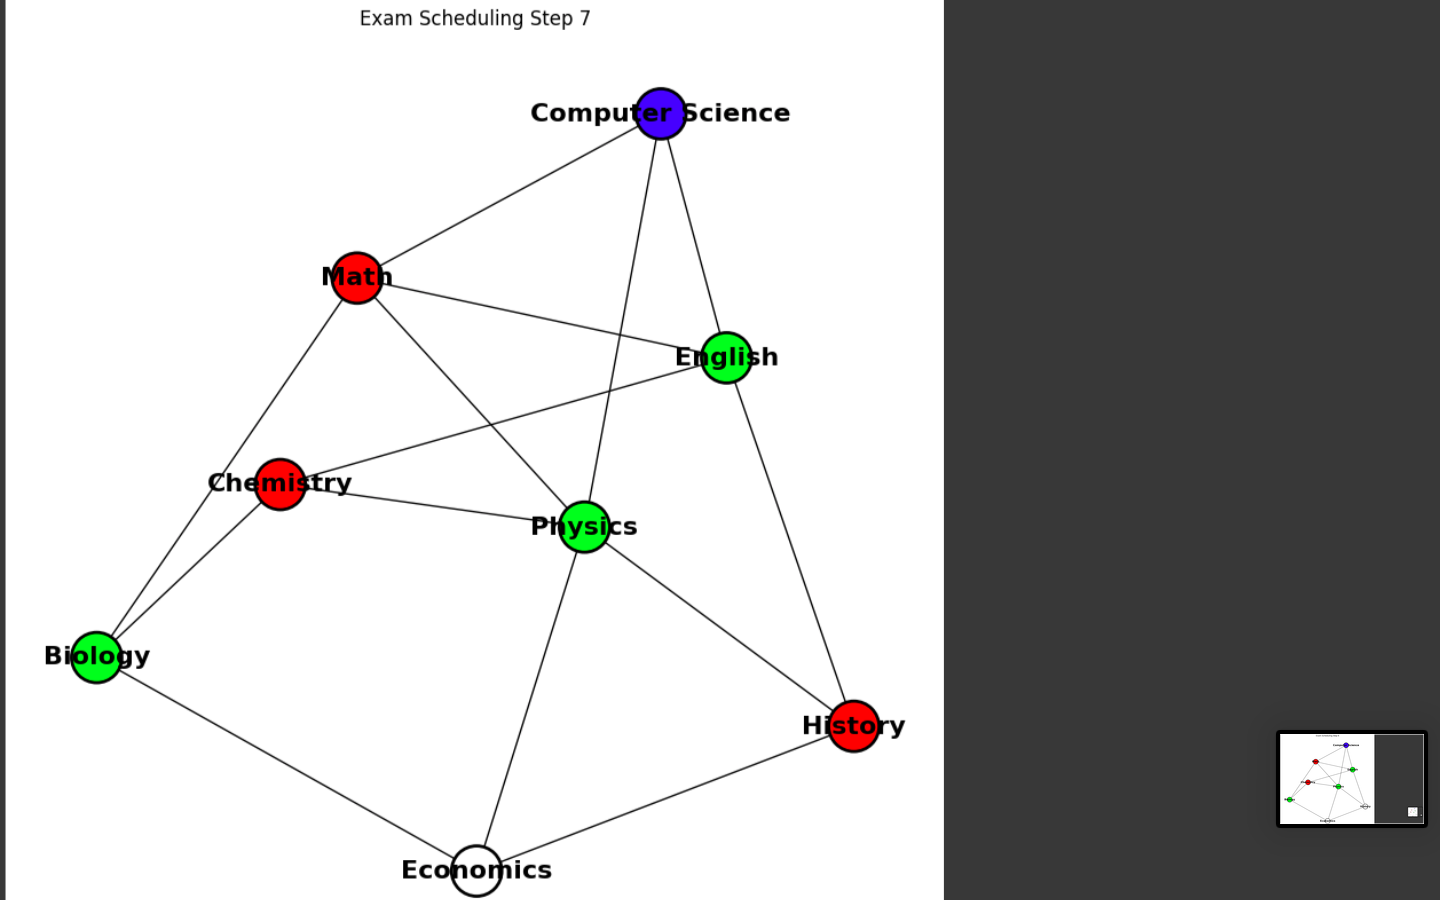 Exam Scheduling Step 7
Computer Science
Math
English
Chemistry
Physics
Biology
History
Economics